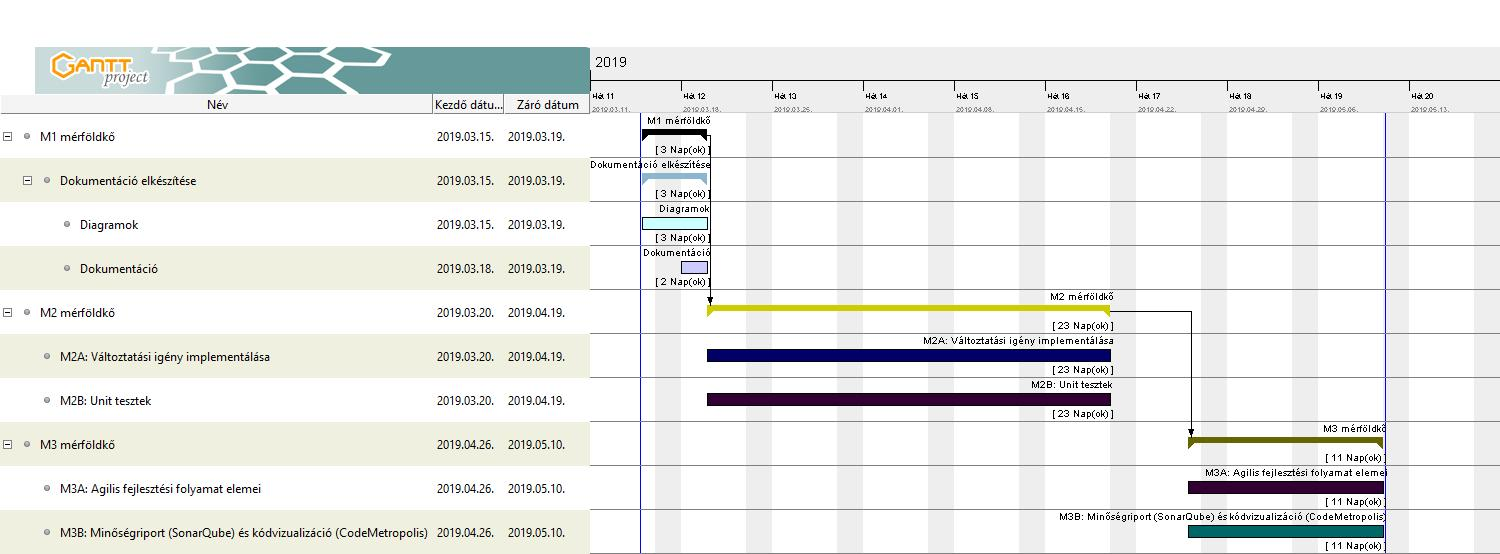 GANTT project
2019
Név Kezdő dátu... Záró dátum
Hét 11 Hét 12 Hét 13 Hét 14 Hét 15 Hét 16 Hét 17 Hét 18 Hét 19 Hét 20
2019.03.11. 2019.03.18. 2019.03.25. 2019.04.01. 2019.04.08. 2019.04.15. 2019.04.22. 2019.04.29. 2019.05.06. 2019.05.13.
M1 mérföldkő 2019.03.15. 2019.03.19. M1 mérföldkő
[ 3 Nap(ok) ]
Dokumentáció elkészítése 2019.03.15. 2019.03.19. Dokumentáció elkészítése
[ 3 Nap(ok) ]
Diagramok 2019.03.15. 2019.03.19. Diagramok
[ 3 Nap(ok) ]
Dokumentáció 2019.03.18. 2019.03.19. Dokumentáció
[ 2 Nap(ok) ]
M2 mérföldkő 2019.03.20. 2019.04.19. M2 mérföldkő
[ 23 Nap(ok) ]
M2A: Változtatási igény implementálása 2019.03.20. 2019.04.19. M2A: Változtatási igény implementálása
[ 23 Nap(ok) ]
M2B: Unit tesztek 2019.03.20. 2019.04.19. M2B: Unit tesztek
[ 23 Nap(ok) ]
M3 mérföldkő 2019.04.26. 2019.05.10. M3 mérföldkő
[ 11 Nap(ok) ]
M3A: Agilis fejlesztési folyamat elemei 2019.04.26. 2019.05.10. M3A: Agilis fejlesztési folyamat elemei
[ 11 Nap(ok) ]
M3B: Minőségriport (SonarQube) és kódvizualizáció (CodeMetropolis) 2019.04.26. 2019.05.10. M3B: Minőségriport (SonarQube) és kódvizualizáció (CodeMetropolis)
[ 11 Nap(ok) ]